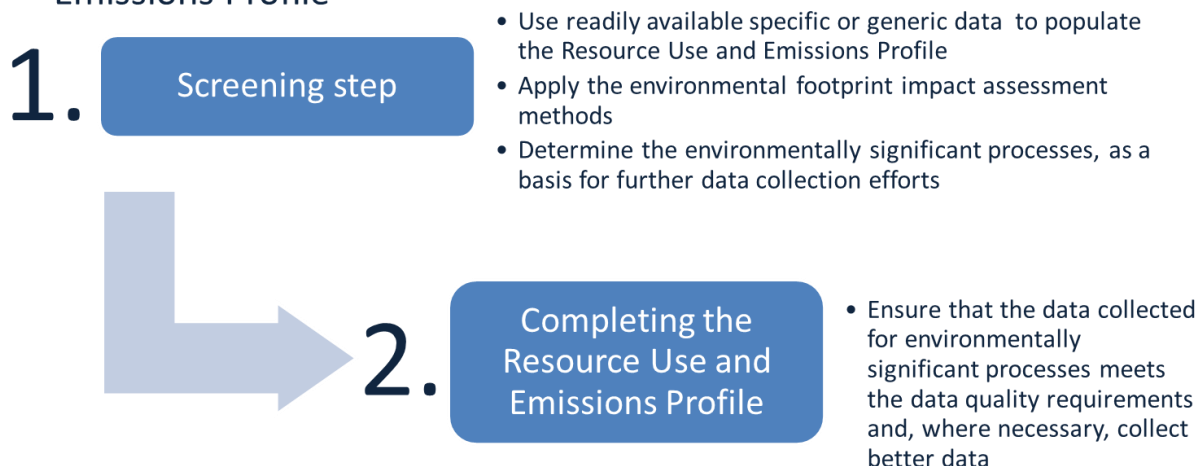 Emissions Profile
1.
Screening step
• Use readily available specific or generic data to populate
the Resource Use and Emissions Profile
• Apply the environmental footprint impact assessment
methods
• Determine the environmentally significant processes, as a
basis for further data collection efforts
2.
Completing the
Resource Use and
Emissions Profile
• Ensure that the data collected
for environmentally
significant processes meets
the data quality requirements
and, where necessary, collect
better data